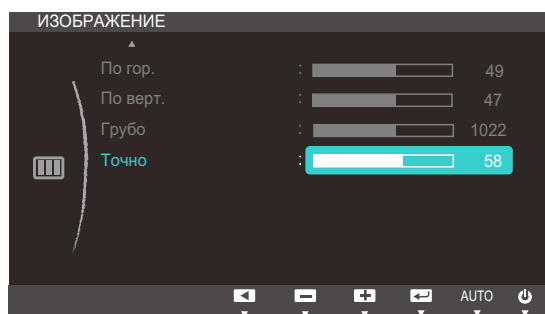 ИЗОБРАЖЕНИЕ
По гор. : 49
По верт. : 47
Грубо : 1022
Точно : 58
AUTO